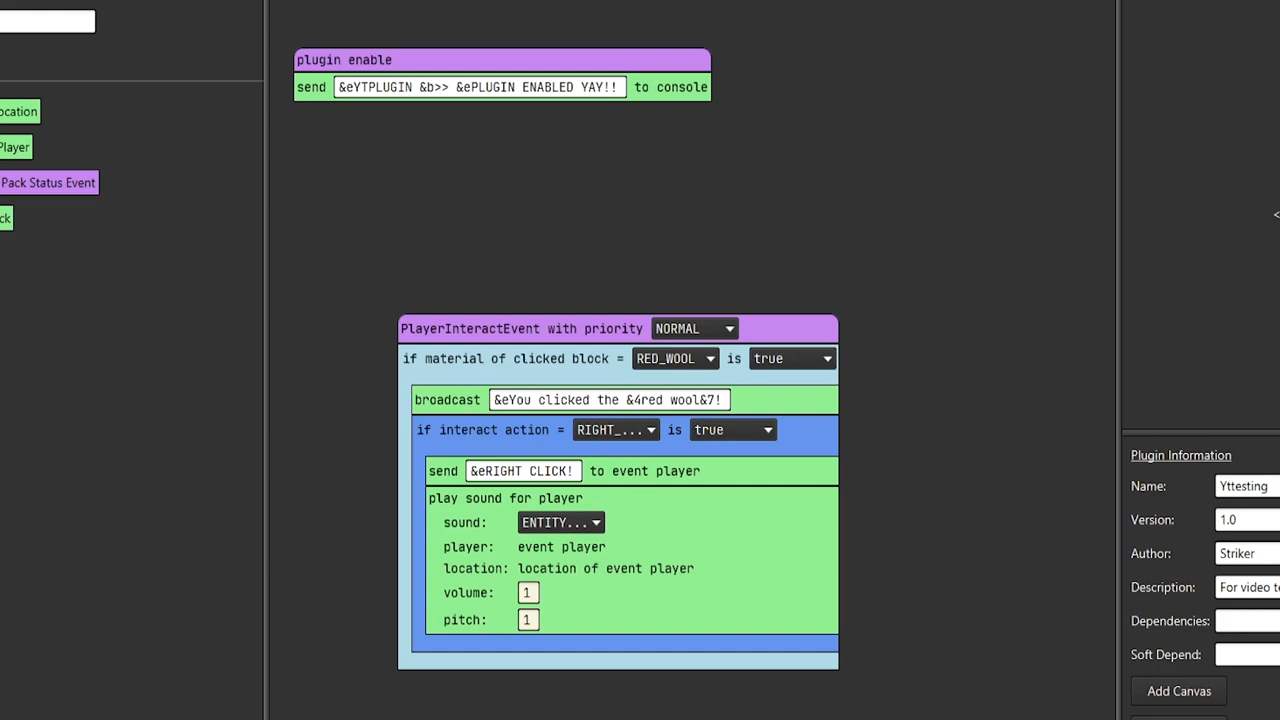 plugin enable
send &eYTPLUGIN &b>> &ePLUGIN ENABLED YAY!! to console
ocation
Player
Pack Status Event
ck
PlayerInteractEvent with priority NORMAL
if material of clicked block = RED_WOOL is true
broadcast &eYou clicked the &4red wool&7!
if interact action = RIGHT_... is true
send &eRIGHT CLICK! to event player
play sound for player
sound: ENTITY...
player: event player
location: location of event player
volume: 1
pitch: 1
Plugin Information
Name: Yttesting
Version: 1.0
Author: Striker
Description: For video te
Dependencies:
Soft Depend:
Add Canvas